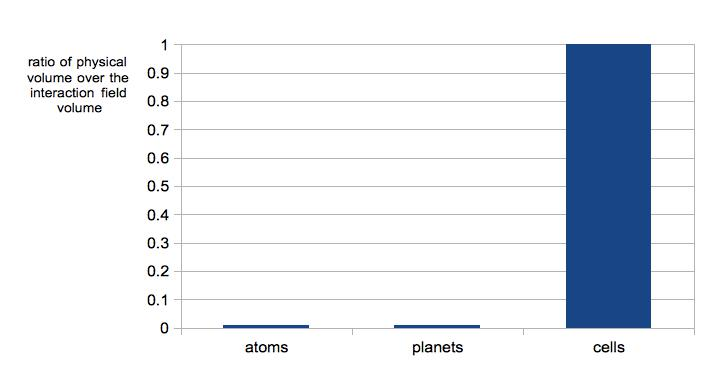 ratio of physical
volume over the
interaction field
volume
1
0.9
0.8
0.7
0.6
0.5
0.4
0.3
0.2
0.1
0
atoms planets cells